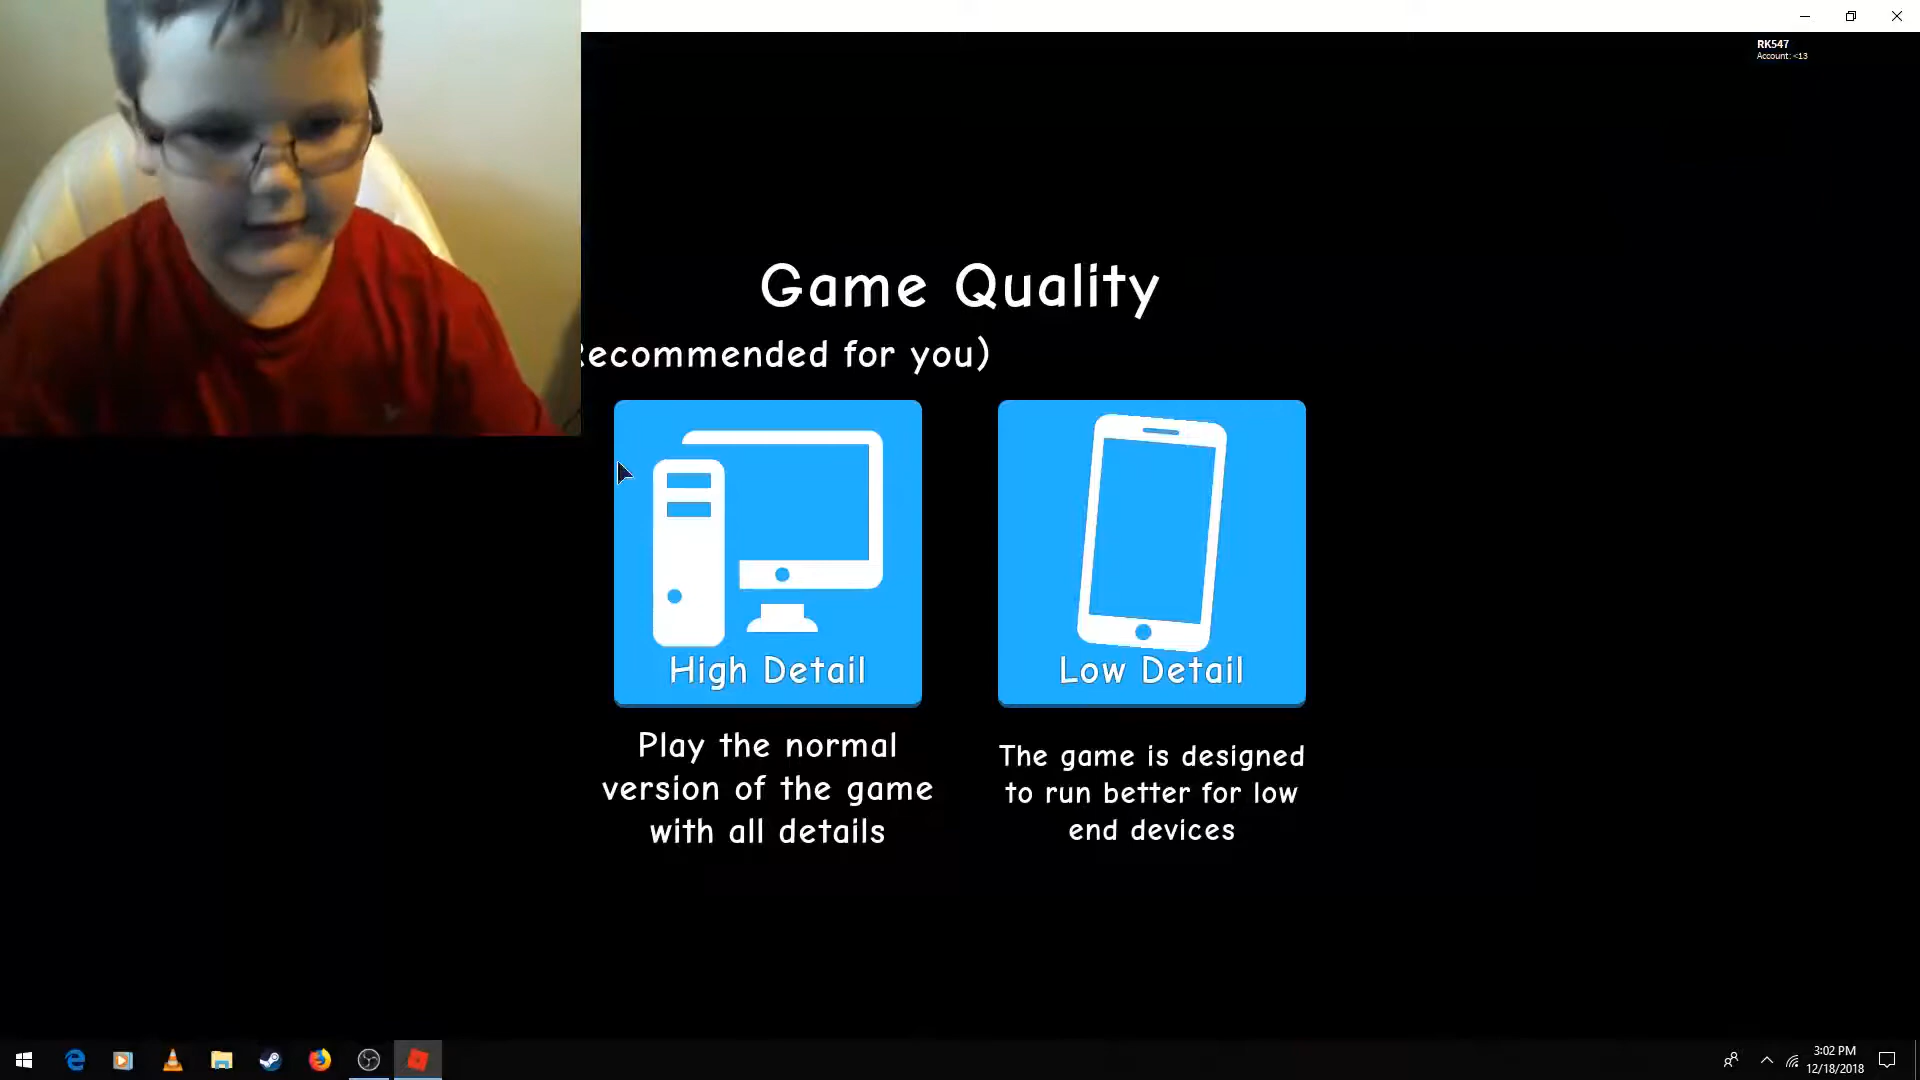 RK547
Account: <13
Game Quality
ecommended for you)
High Detail
Low Detail
Play the normal
version of the game
with all details
The game is designed
to run better for low
end devices
3:02 PM
12/18/2018